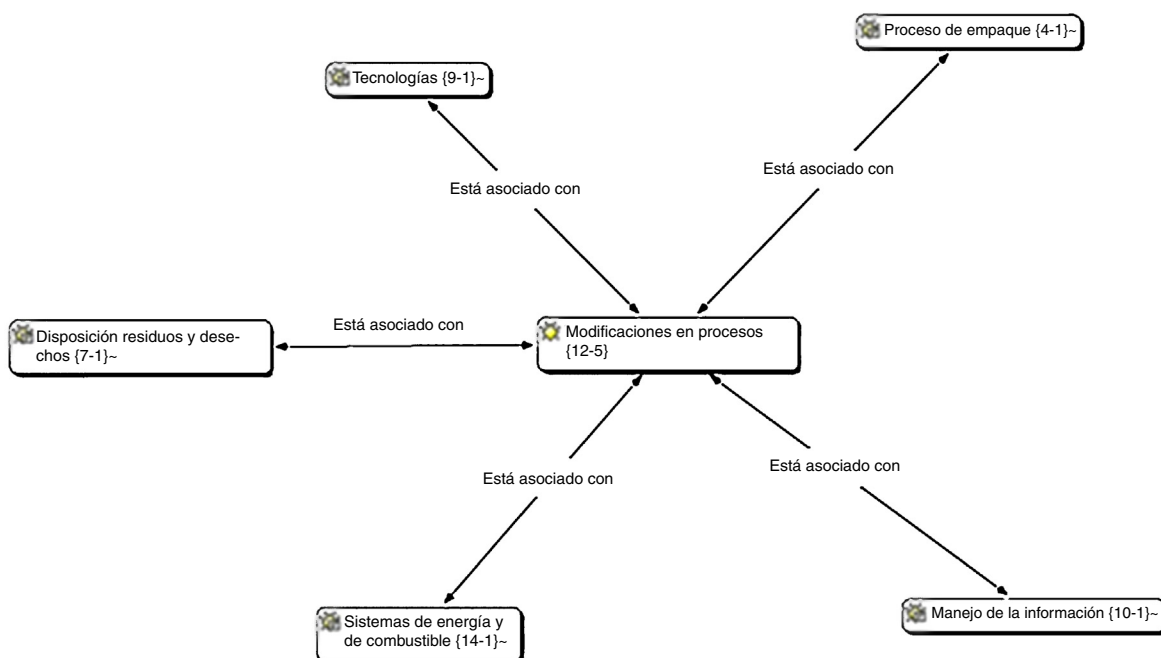 Proceso de empaque {4-1}~
Tecnologías {9-1}~
Está asociado con
Está asociado con
Está asociado con
Disposición residuos y dese-
chos {7-1}~
Modificaciones en procesos
{12-5}
Está asociado con
Está asociado con
Sistemas de energía y
de combustible {14-1}~
Manejo de la información {10-1}~